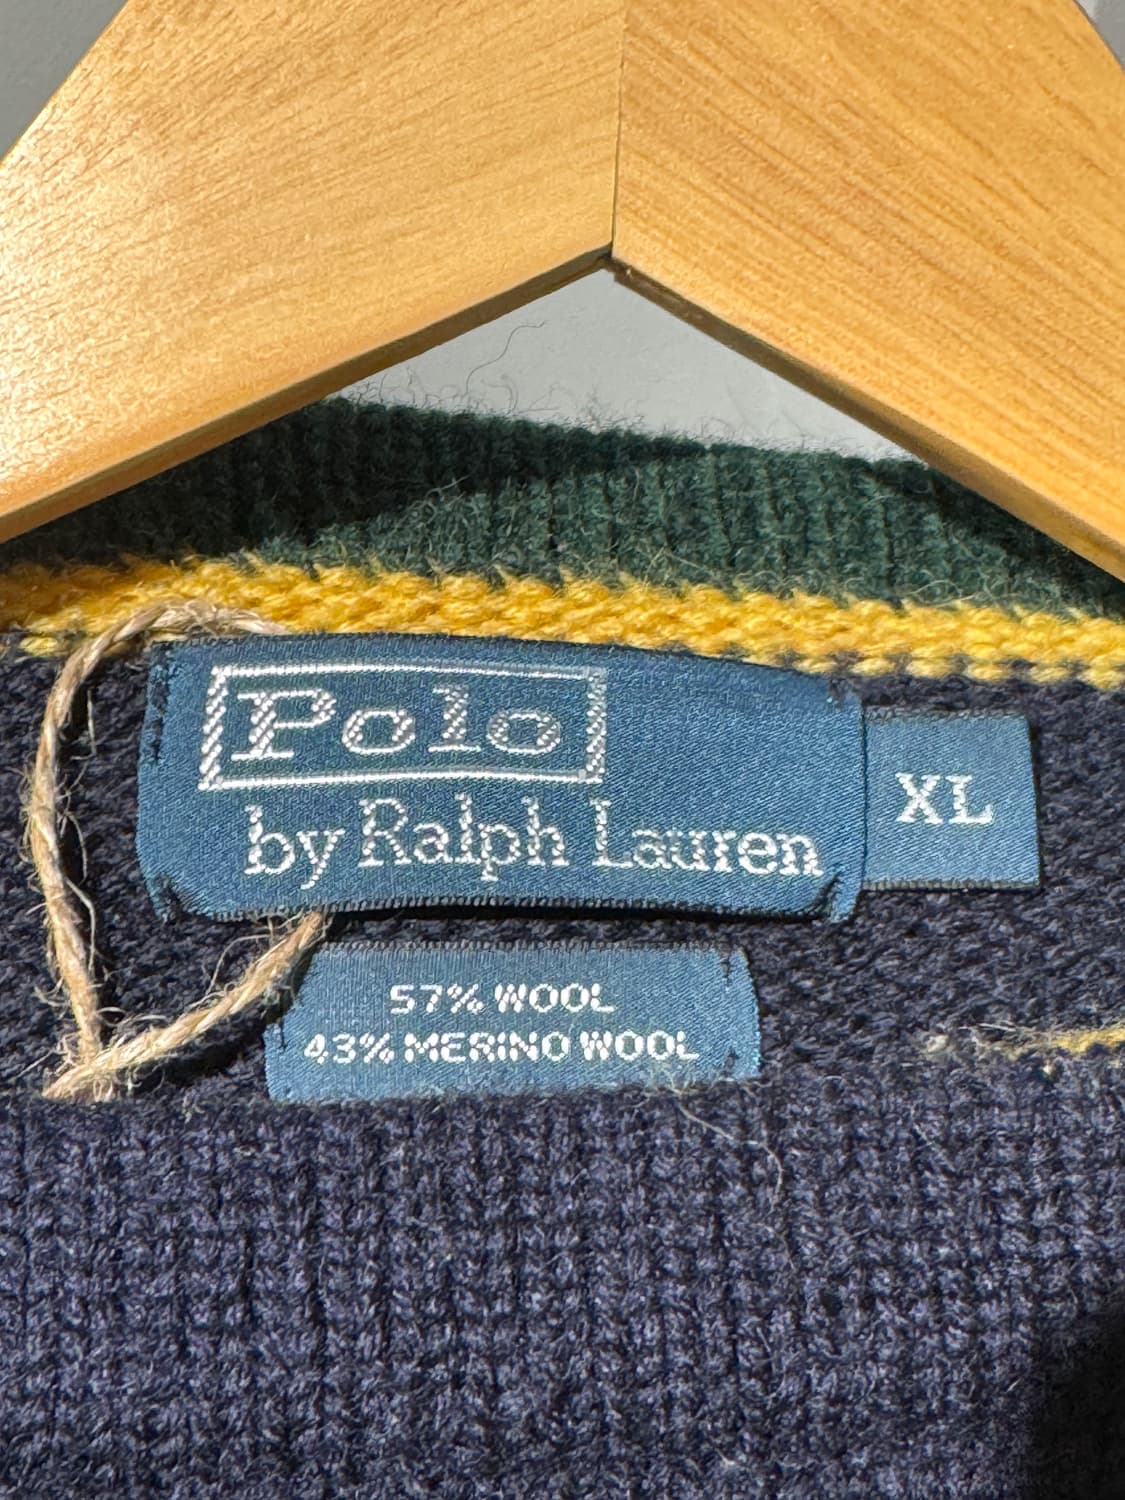 Polo
by Ralph Lauren
XL
57% WOOL
43% MERINO WOOL